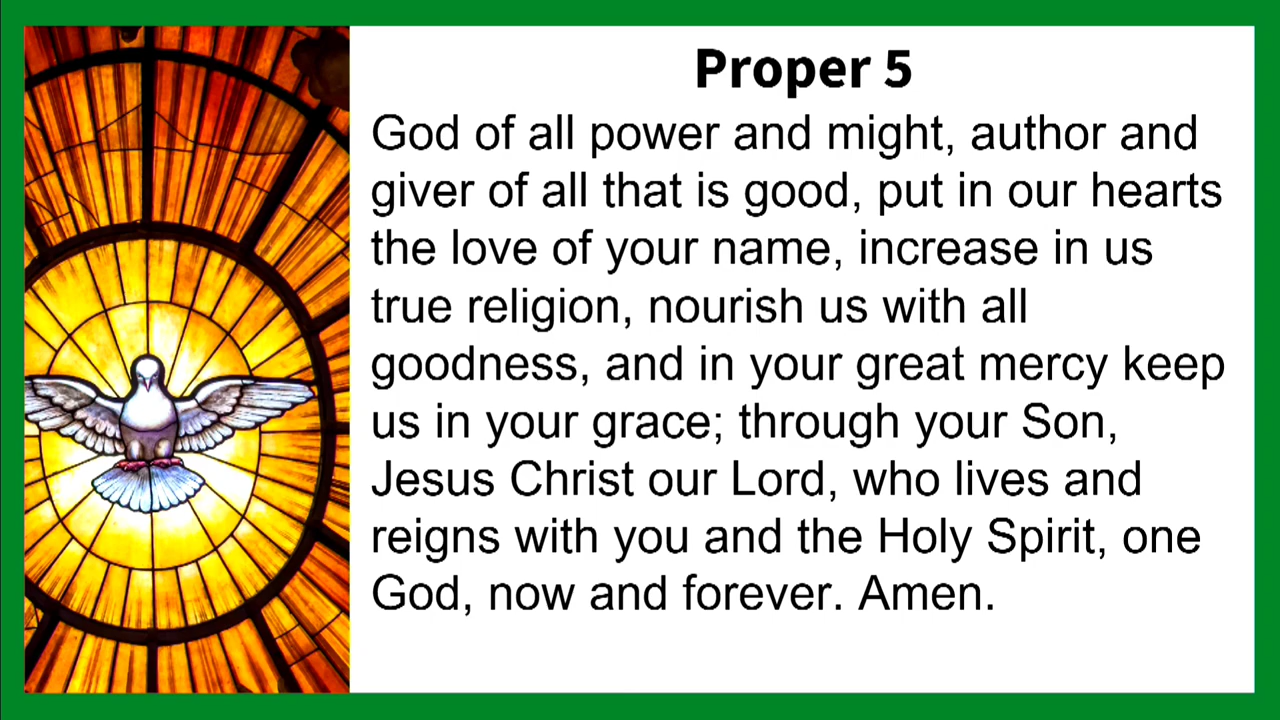 Proper 5
God of all power and might, author and
giver of all that is good, put in our hearts
the love of your name, increase in us
true religion, nourish us with all
goodness, and in your great mercy keep
us in your grace; through your Son,
Jesus Christ our Lord, who lives and
reigns with you and the Holy Spirit, one
God, now and forever. Amen.